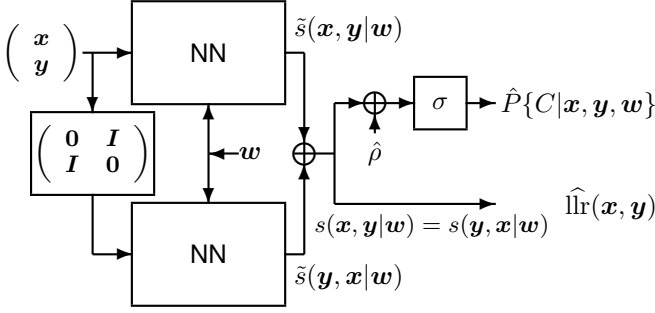 ( x y )
NN
s̃(x, y|w)
( 0 I I 0 )
w
ρ̂
σ
P̂{C|x, y, w}
s(x, y|w) = s(y, x|w)
l̂lr(x, y)
NN
s̃(y, x|w)